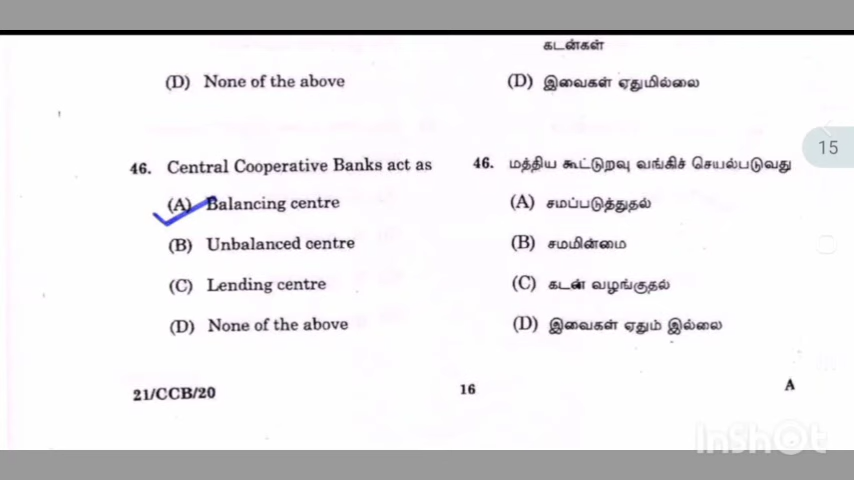 கடன்கள்
(D) None of the above
(D) இவைகள் ஏதுமில்லை
15
46. Central Cooperative Banks act as
(A) Balancing centre
(B) Unbalanced centre
(C) Lending centre
(D) None of the above
46. மத்திய கூட்டுறவு வங்கிச் செயல்படுவது
(A) சமப்படுத்துதல்
(B) சமமின்மை
(C) கடன் வழங்குதல்
(D) இவைகள் ஏதும் இல்லை
21/CCB/20
16
A
InShot